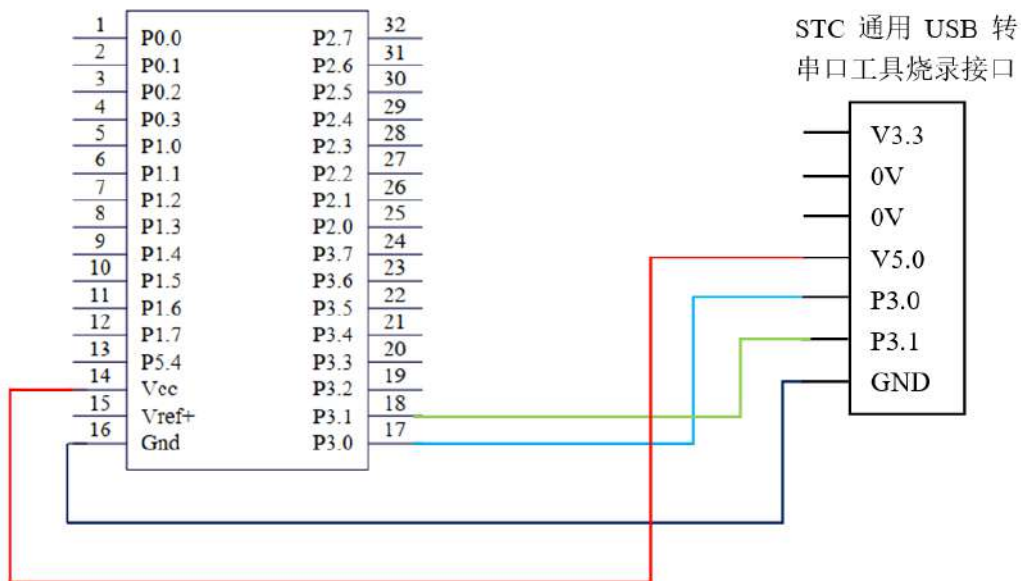 STC 通用 USB 转
串口工具烧录接口
1 P0.0 P2.7 32
2 P0.1 P2.6 31
3 P0.2 P2.5 30
4 P0.3 P2.4 29
5 P1.0 P2.3 28
6 P1.1 P2.2 27
7 P1.2 P2.1 26
8 P1.3 P2.0 25
9 P1.4 P3.7 24
10 P1.5 P3.6 23
11 P1.6 P3.5 22
12 P1.7 P3.4 21
13 P5.4 P3.3 20
14 Vcc P3.2 19
15 Vref+ P3.1 18
16 Gnd P3.0 17
V3.3
0V
0V
V5.0
P3.0
P3.1
GND